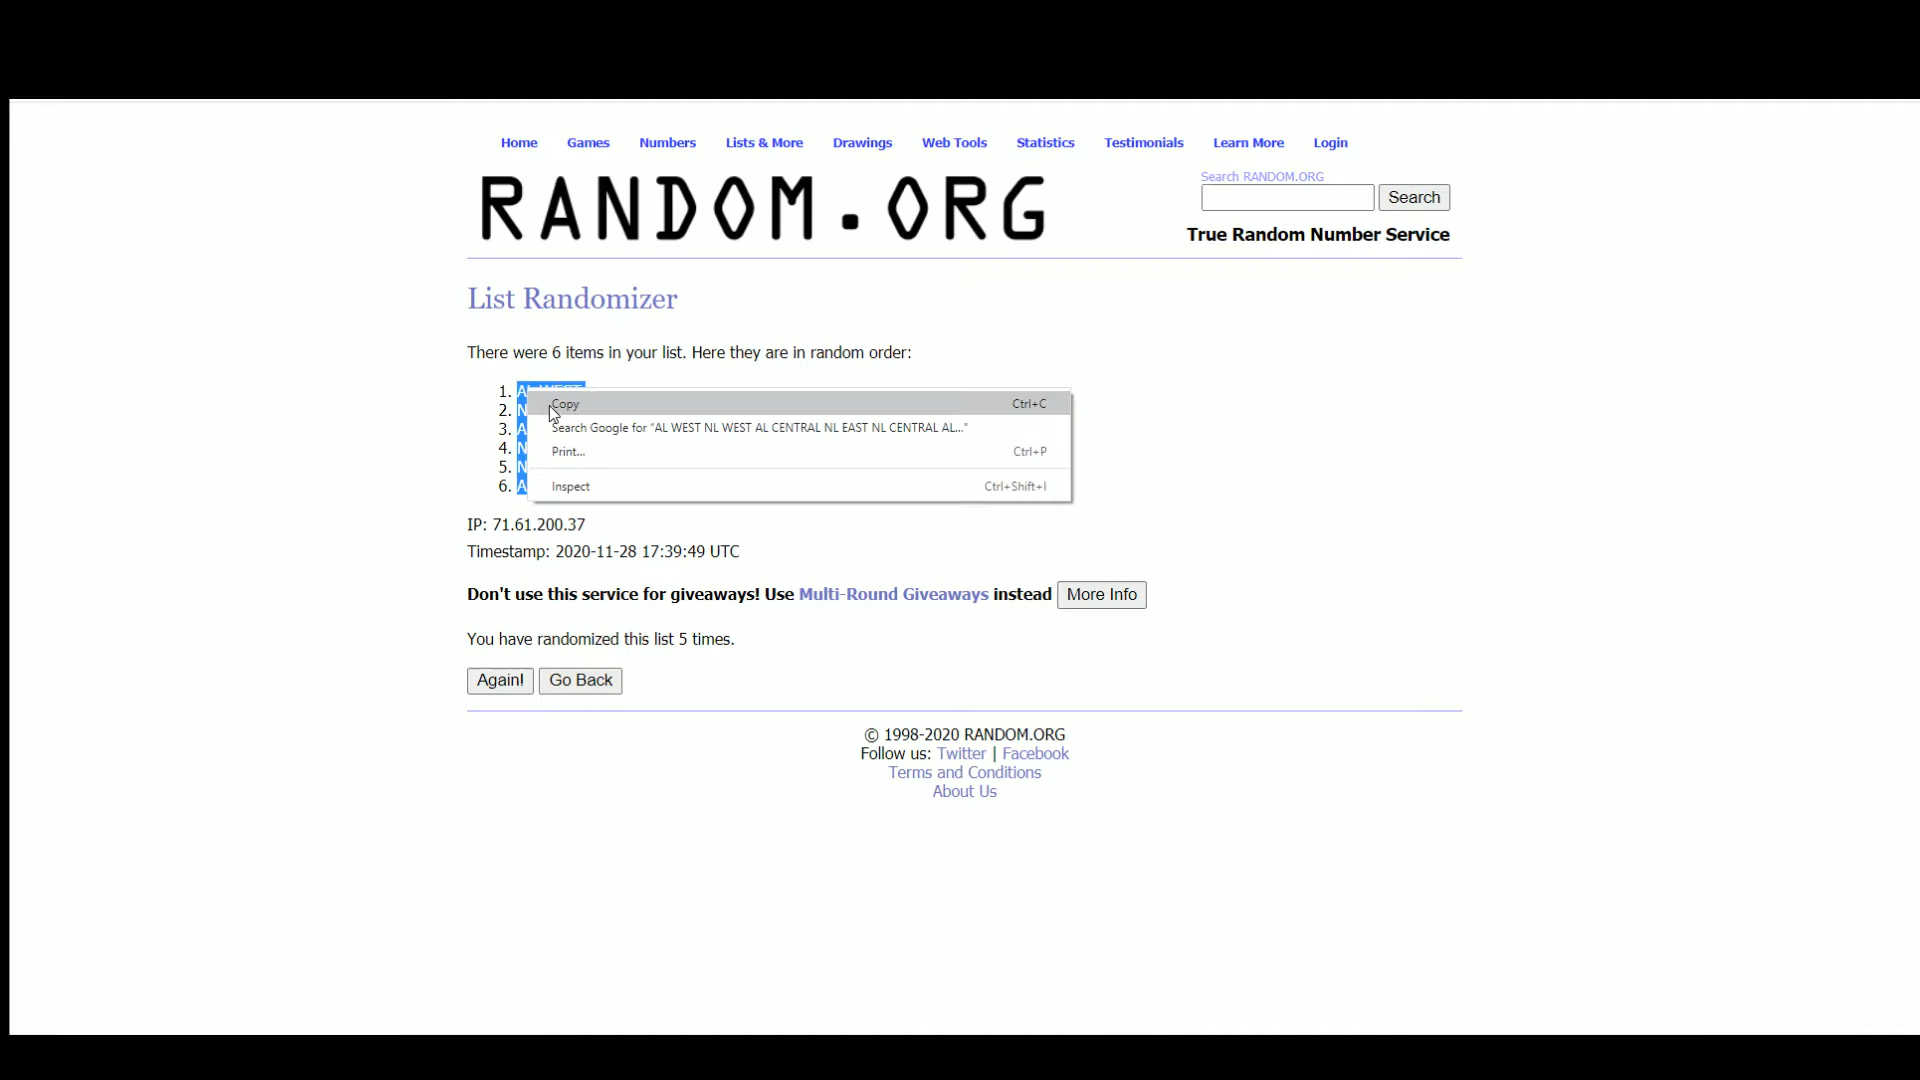 Home Games Numbers Lists & More Drawings Web Tools Statistics Testimonials Learn More Login
RANDOM.ORG
Search RANDOM.ORG
Search
True Random Number Service
List Randomizer
There were 6 items in your list. Here they are in random order:
1. AL WEST
2. N
3. A
4. N
5. N
6. A
Copy Ctrl+C
Search Google for “AL WEST NL WEST AL CENTRAL NL EAST NL CENTRAL AL...”
Print... Ctrl+P
Inspect Ctrl+Shift+I
IP: 71.61.200.37
Timestamp: 2020-11-28 17:39:49 UTC
Don't use this service for giveaways! Use Multi-Round Giveaways instead More Info
You have randomized this list 5 times.
Again! Go Back
© 1998-2020 RANDOM.ORG
Follow us: Twitter | Facebook
Terms and Conditions
About Us